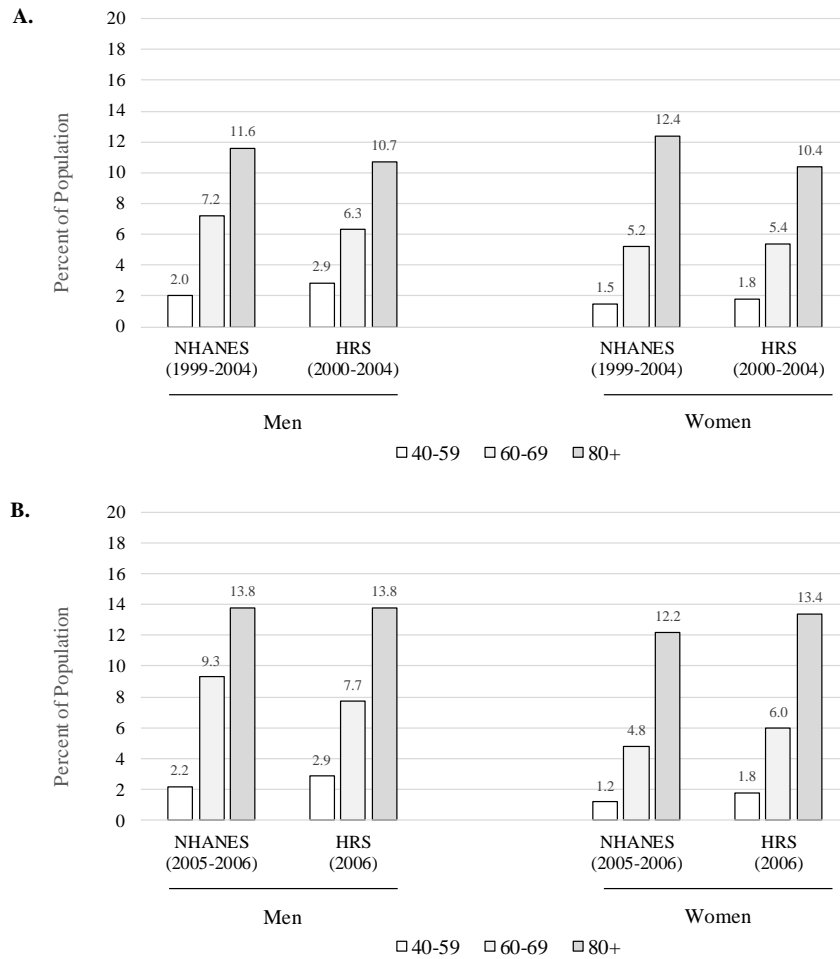 A.
Percent of Population
20
18
16
14
12
10
8
6
4
2
0
2.0 7.2 11.6 2.9 6.3 10.7 1.5 5.2 12.4 1.8 5.4 10.4
NHANES HRS NHANES HRS
(1999-2004) (2000-2004) (1999-2004) (2000-2004)
Men Women
40-59 60-69 80+
B.
Percent of Population
20
18
16
14
12
10
8
6
4
2
0
2.2 9.3 13.8 2.9 7.7 13.8 1.2 4.8 12.2 1.8 6.0 13.4
NHANES HRS NHANES HRS
(2005-2006) (2006) (2005-2006) (2006)
Men Women
40-59 60-69 80+